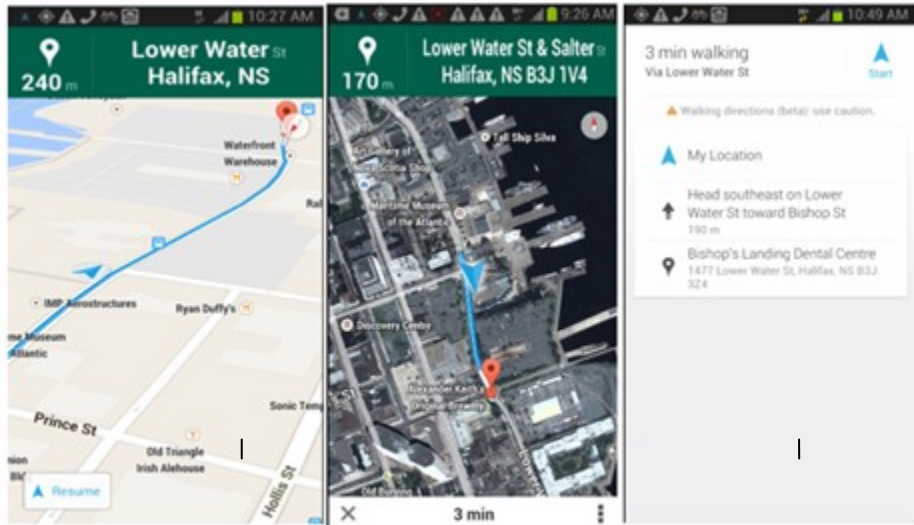 10:27 AM
240 m
Lower Water St
Halifax, NS
Waterfront
Warehouse
IMP Aerostructures
Ryan Duffy's
Museum
Atlantic
Prince St
Old Triangle
Irish Alehouse
Sonic
Hollis St
Resume
9:26 AM
170 m
Lower Water St & Salter St
Halifax, NS B3J 1V4
Tall Ship Silva
Maritime Museum
of the Atlantic
Discovery Centre
Alexander Keith's
Original Brewery
3 min
10:49 AM
3 min walking
Via Lower Water St
Start
Walking directions (beta): use caution.
My Location
Head southeast on Lower
Water St toward Bishop St
190 m
Bishop's Landing Dental Centre
1477 Lower Water St, Halifax, NS B3J
3Z4